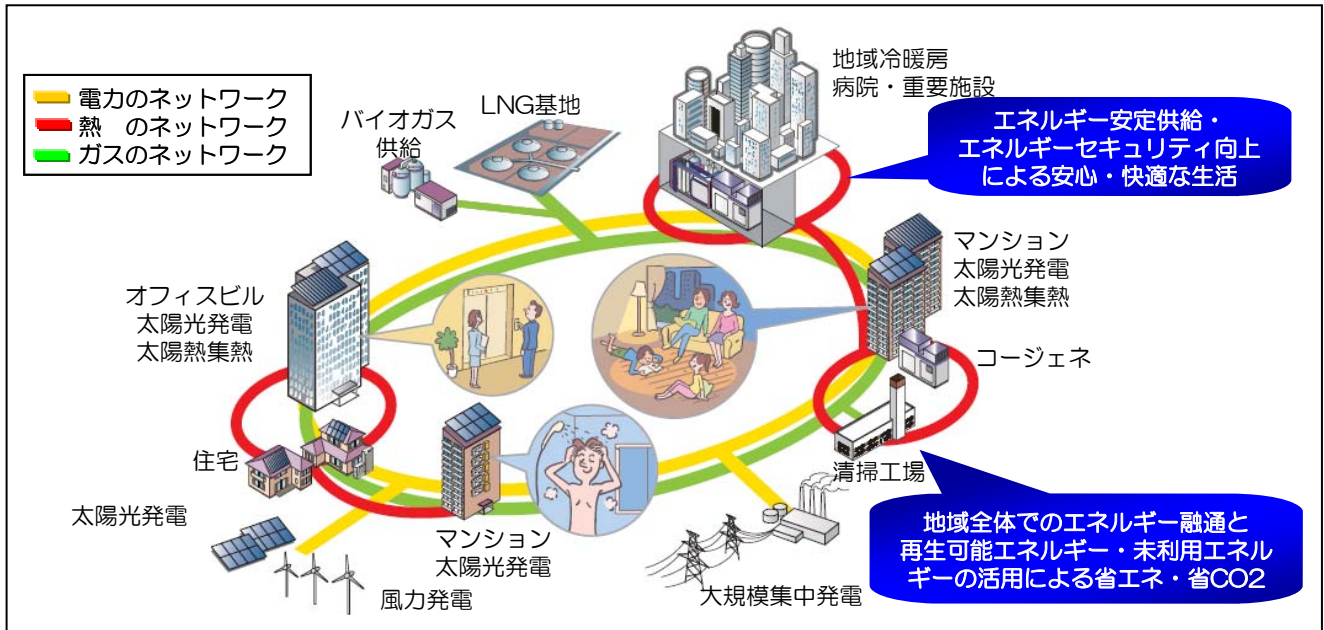 電力のネットワーク
熱　のネットワーク
ガスのネットワーク
バイオガス
供給
LNG基地
地域冷暖房
病院・重要施設
エネルギー安定供給・
エネルギーセキュリティ向上
による安心・快適な生活
オフィスビル
太陽光発電
太陽熱集熱
マンション
太陽光発電
太陽熱集熱
コージェネ
住宅
清掃工場
太陽光発電
マンション
太陽光発電
風力発電
大規模集中発電
地域全体でのエネルギー融通と
再生可能エネルギー・未利用エネル
ギーの活用による省エネ・省CO2